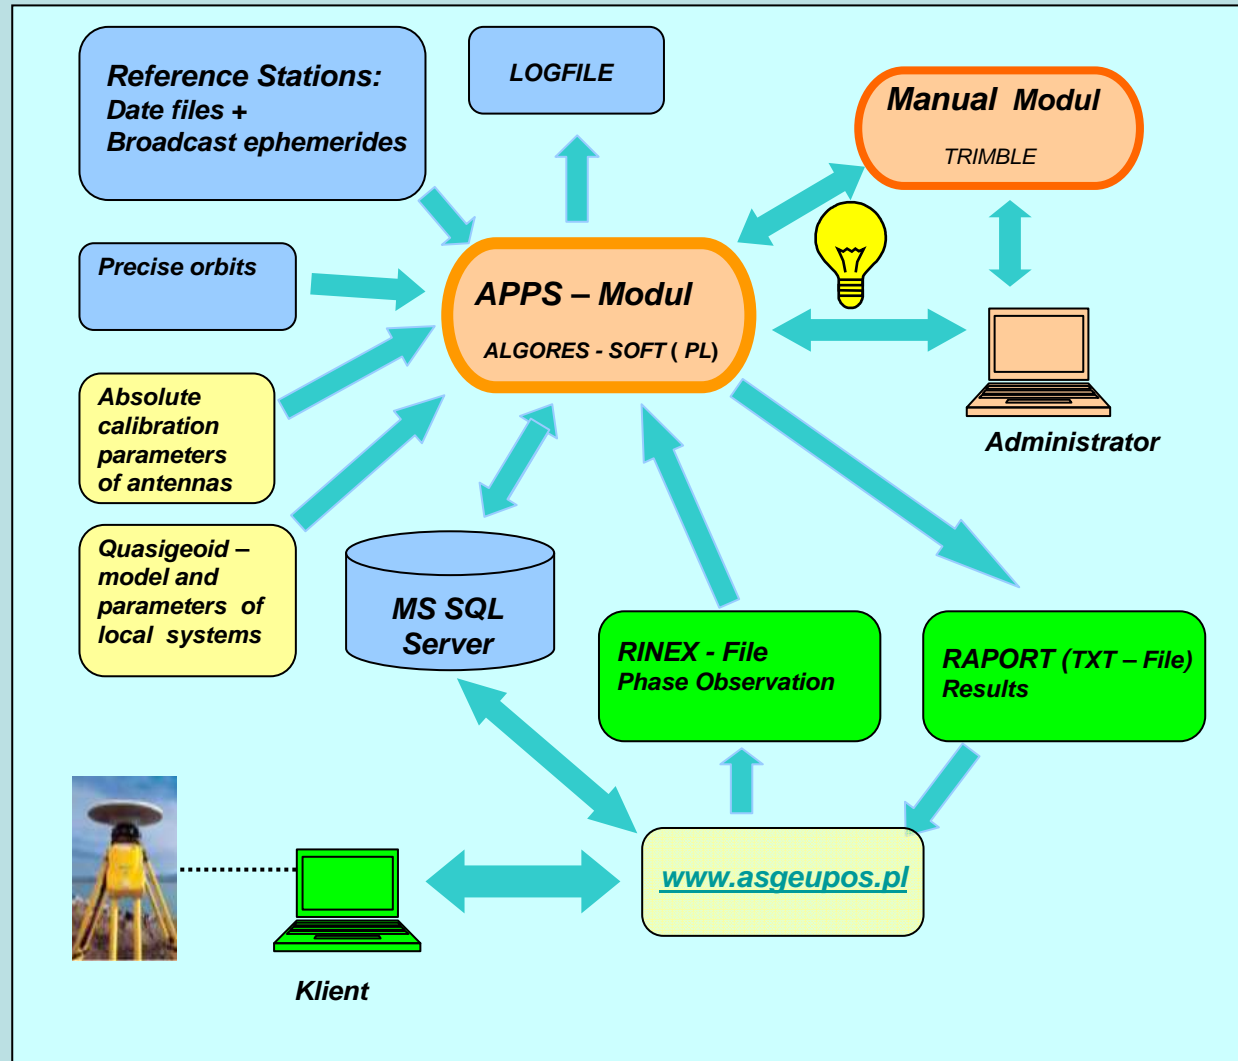 Reference Stations:
Date files +
Broadcast ephemerides
LOGFILE
Manual Modul
TRIMBLE
Precise orbits
APPS – Modul
ALGORES - SOFT ( PL)
Absolute
calibration
parameters
of antennas
Administrator
Quasigeoid –
model and
parameters of
local systems
MS SQL
Server
RINEX - File
Phase Observation
RAPORT (TXT – File)
Results
www.asgeupos.pl
Klient